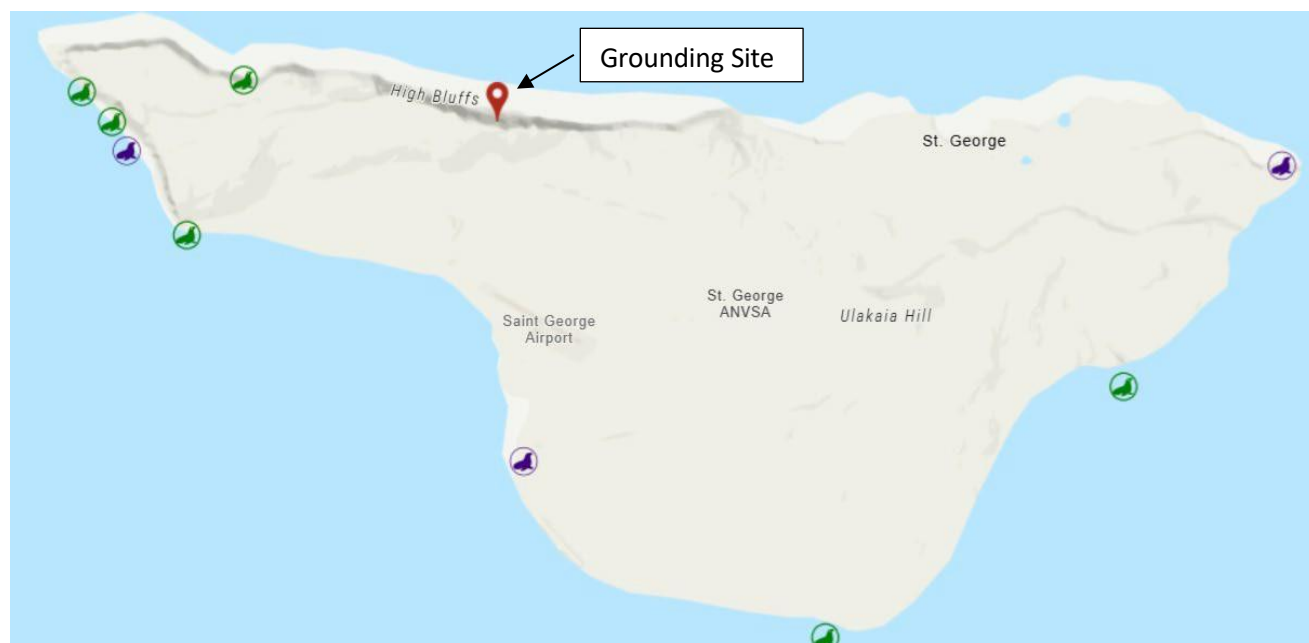 Grounding Site
High Bluffs
St. George
St. George
ANVSA
Ulakaia Hill
Saint George
Airport